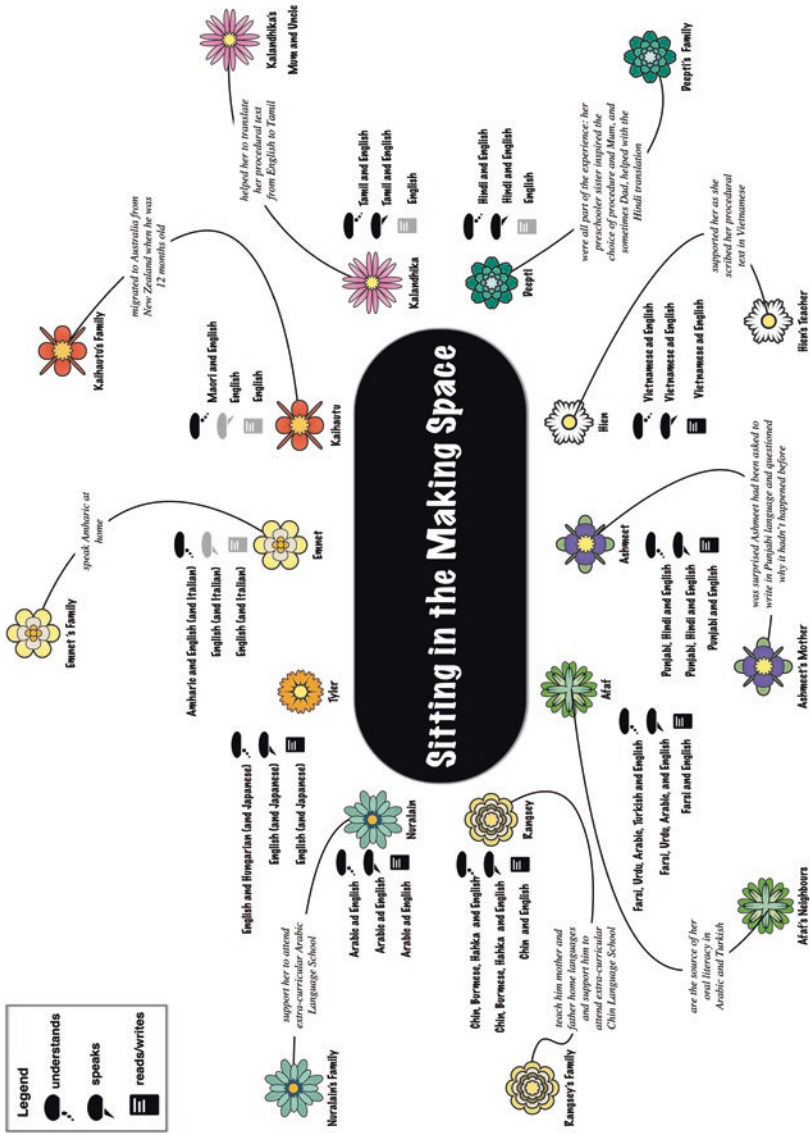 Legend
understands
speaks
reads/writes
Nuralain's Family
support her to attend
extra-curricular Arabic
Language School
Nuralain
Arabic ad English
Arabic ad English
Arabic ad English
Tyler
English and Hungarian (and Japanese)
English (and Japanese)
English (and Japanese)
Emnet's Family
speak Amharic at
home
Emnet
Amharic and English (and Italian)
English (and Italian)
English (and Italian)
Kaihautu's Family
migrated to Australia from
New Zealand when he was
12 months old
Kaihautu
Maori and English
English
English
Kalandhika's
Mum and Uncle
helped her to translate
her procedural text
from English to Tamil
Kalandhika
Tamil and English
Tamil and English
English
Sitting in the Making Space
Rangsey
Chin, Burmese, Hahka and English
Chin, Burmese, Hahka and English
Chin and English
teach him mother and
father home languages
and support him to
attend extra-curricular
Chin Language School
Rangsey's Family
Afaf
Farsi, Urdu, Arabic, Turkish and English
Farsi, Urdu, Arabic, and English
Farsi and English
are the source of her
oral literacy in
Arabic and Turkish
Afaf's Neighbours
Ashmeet
Punjabi, Hindi and English
Punjabi, Hindi and English
Punjabi and English
was surprised Ashmeet had been asked to
write in Punjabi language and questioned
why it hadn't happened before
Ashmeet's Mother
Hien
Vietnamese ad English
Vietnamese ad English
Vietnamese ad English
supported her as she
scribed her procedural
text in Vietnamese
Hien's Teacher
Deepti
Hindi and English
Hindi and English
English
were all part of the experience: her
preschooler sister inspired the
choice of procedure and Mum, and
sometimes Dad, helped with the
Hindi translation
Deepti's Family